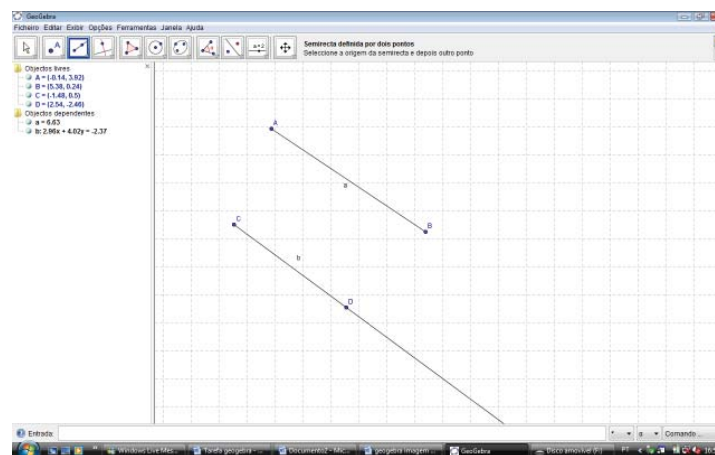 GeoGebra
Ficheiro Editar Exibir Opções Ferramentas Janela Ajuda
A
a=2
Semirecta definida por dois pontos
Seleccione a origem da semirecta e depois outro ponto
Objectos livres
A = (-0.14, 3.92)
B = (5.38, 0.24)
C = (-1.48, 0.5)
D = (2.54, -2.46)
Objectos dependentes
a = 6.63
b: 2.96x + 4.02y = -2.37
A
a
B
C
b
D
Entrada:
α
Comando ...
Windows Live Mes...
Tarefa geogebra - ...
Documento2 - Mic...
geogebra imagem ...
GeoGebra
Disco amovível (F:)
PT